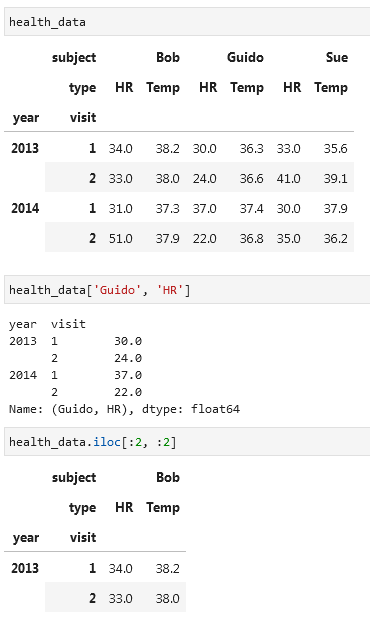 health_data
subject Bob Guido Sue
type HR Temp HR Temp HR Temp
year visit
2013 1 34.0 38.2 30.0 36.3 33.0 35.6
2 33.0 38.0 24.0 36.6 41.0 39.1
2014 1 31.0 37.3 37.0 37.4 30.0 37.9
2 51.0 37.9 22.0 36.8 35.0 36.2
health_data['Guido', 'HR']
year visit
2013 1 30.0
2 24.0
2014 1 37.0
2 22.0
Name: (Guido, HR), dtype: float64
health_data.iloc[:2, :2]
subject Bob
type HR Temp
year visit
2013 1 34.0 38.2
2 33.0 38.0